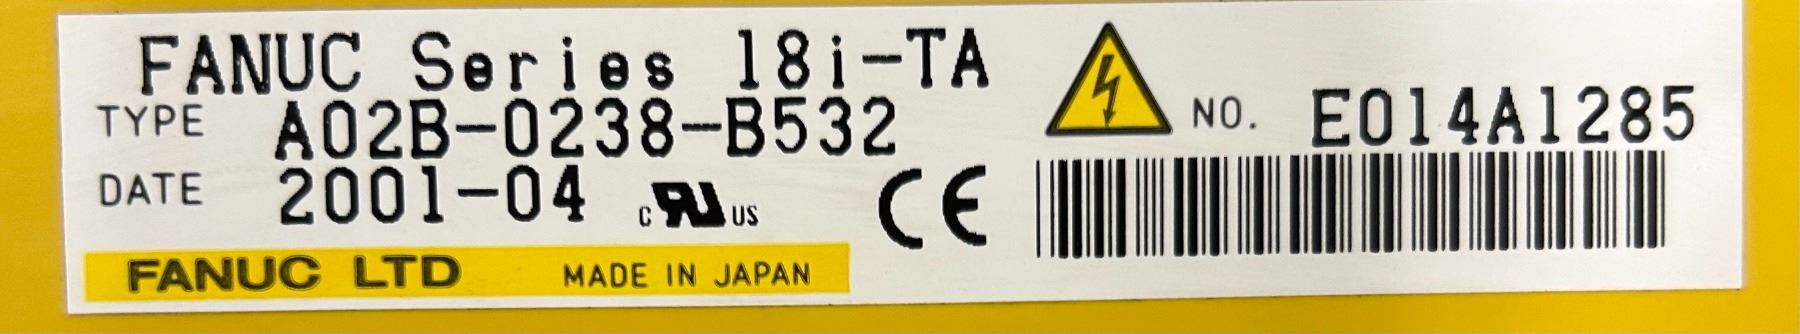 FANUC Series 18i-TA
TYPE A02B-0238-B532
DATE 2001-04
c RU US
CE
FANUC LTD MADE IN JAPAN
NO. E014A1285